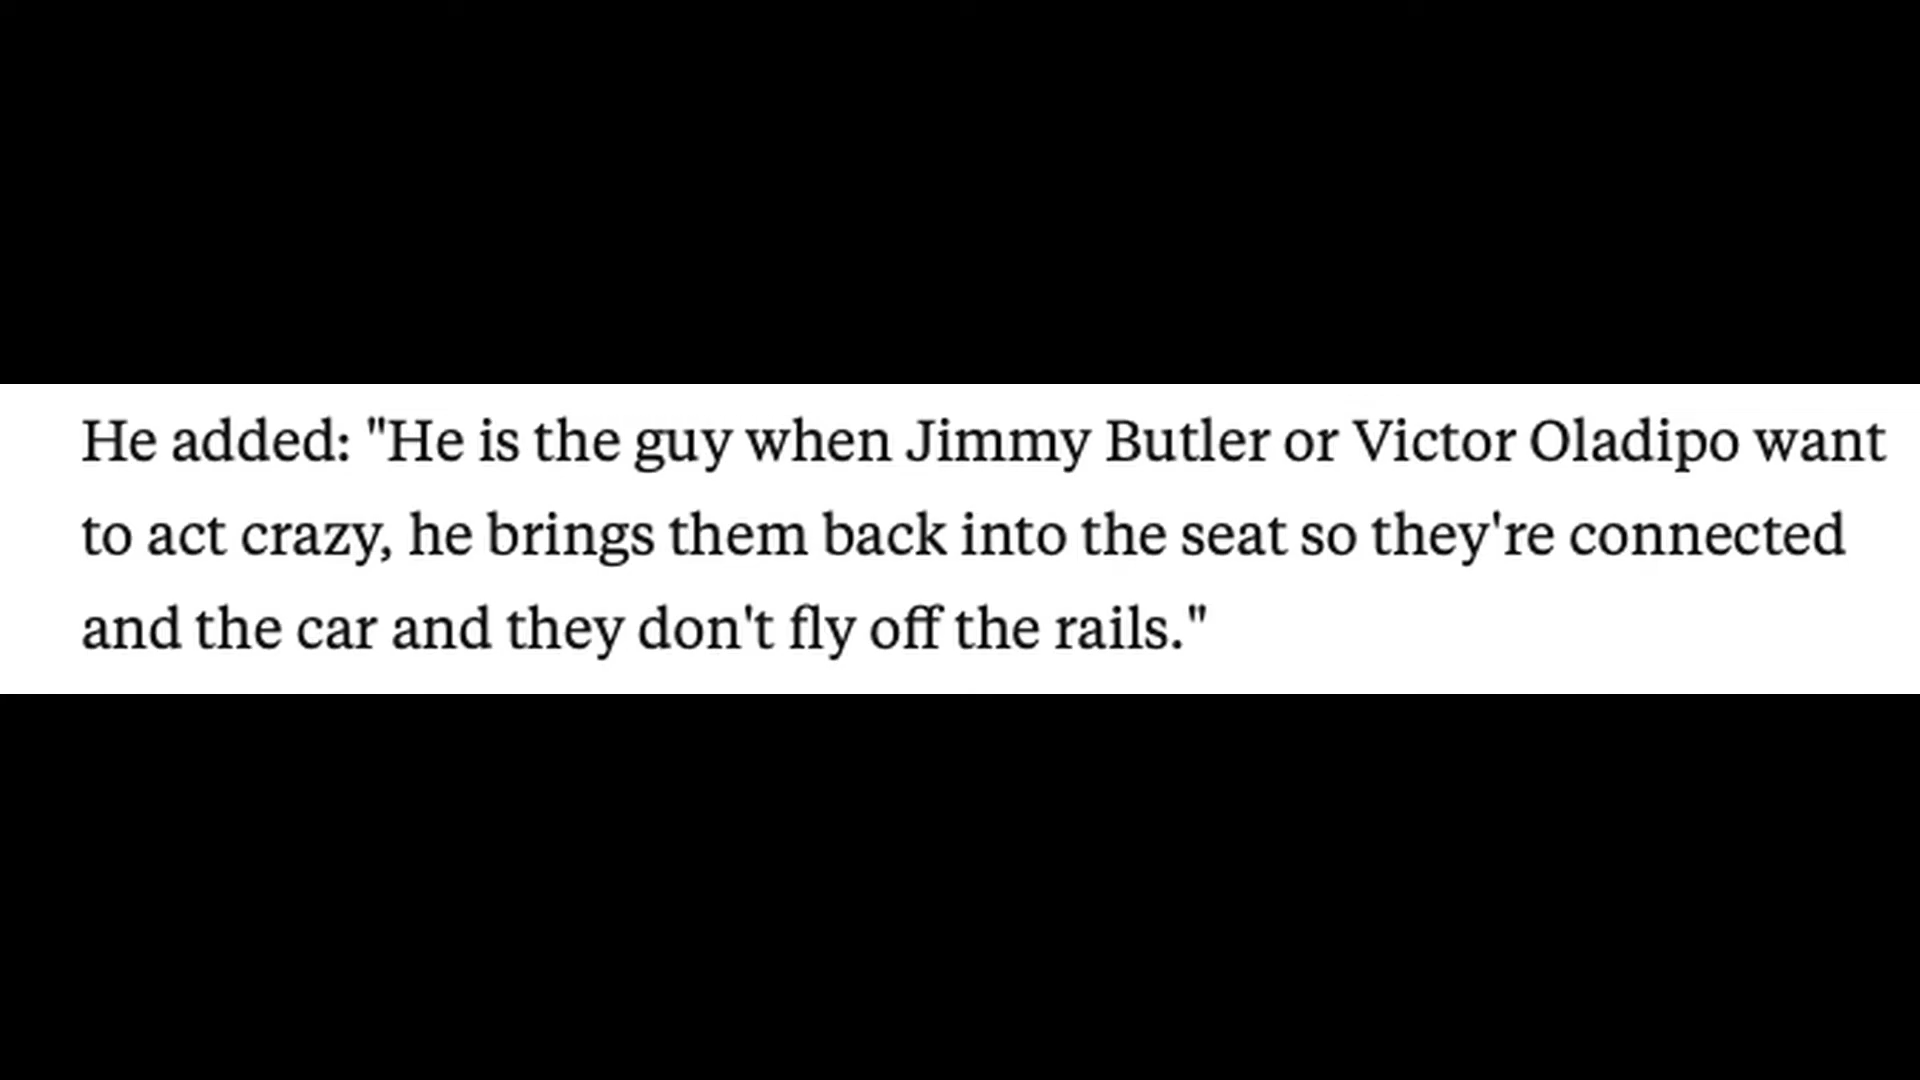 He added: "He is the guy when Jimmy Butler or Victor Oladipo want
to act crazy, he brings them back into the seat so they're connected
and the car and they don't fly off the rails."